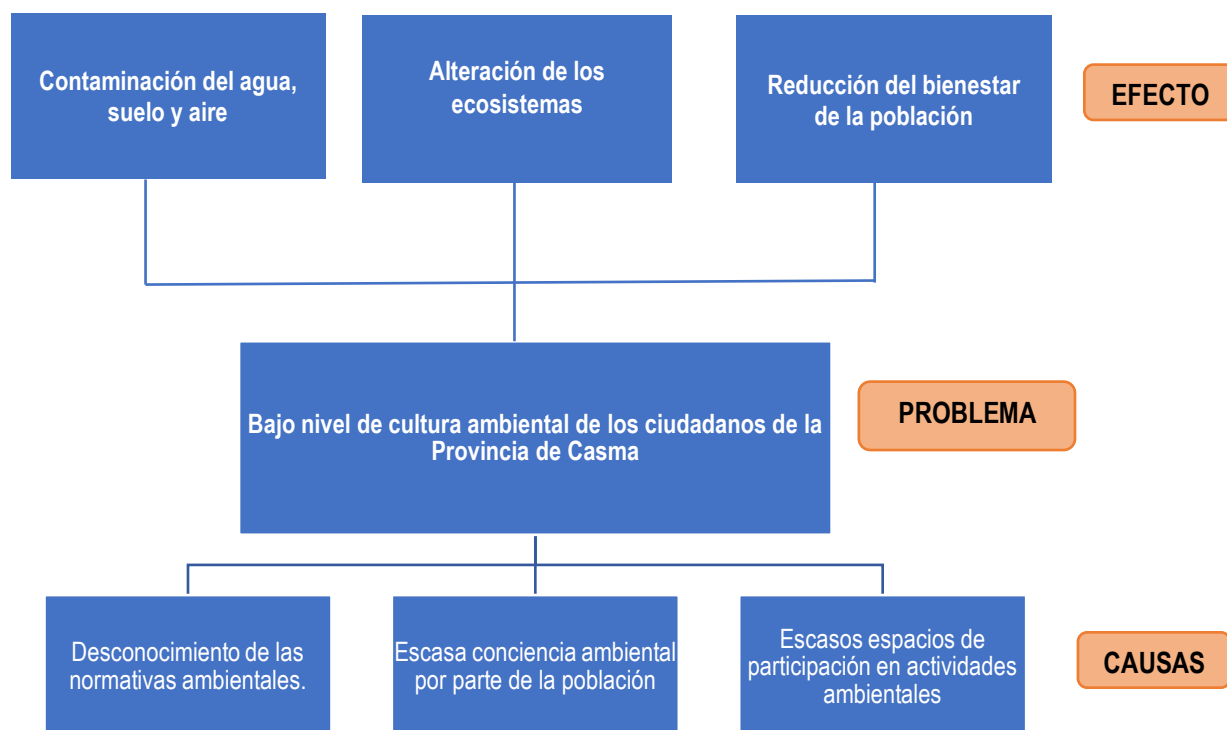 Contaminación del agua,
suelo y aire
Alteración de los
ecosistemas
Reducción del bienestar
de la población
EFECTO
Bajo nivel de cultura ambiental de los ciudadanos de la
Provincia de Casma
PROBLEMA
Desconocimiento de las
normativas ambientales.
Escasa conciencia ambiental
por parte de la población
Escasos espacios de
participación en actividades
ambientales
CAUSAS